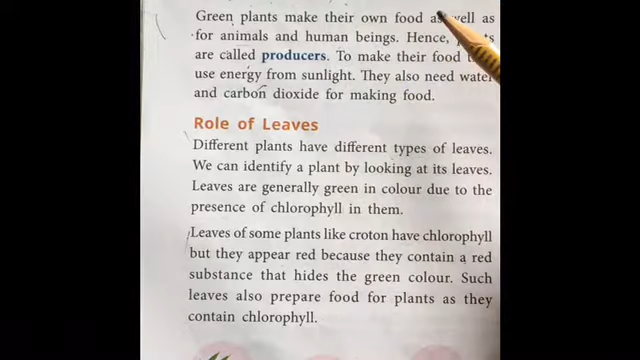 Green plants make their own food as well as
for animals and human beings. Hence,
are called producers. To make their food
use energy from sunlight. They also need water
and carbon dioxide for making food.
Role of Leaves
Different plants have different types of leaves.
We can identify a plant by looking at its leaves.
Leaves are generally green in colour due to the
presence of chlorophyll in them.
Leaves of some plants like croton have chlorophyll
but they appear red because they contain a red
substance that hides the green colour. Such
leaves also prepare food for plants as they
contain chlorophyll.